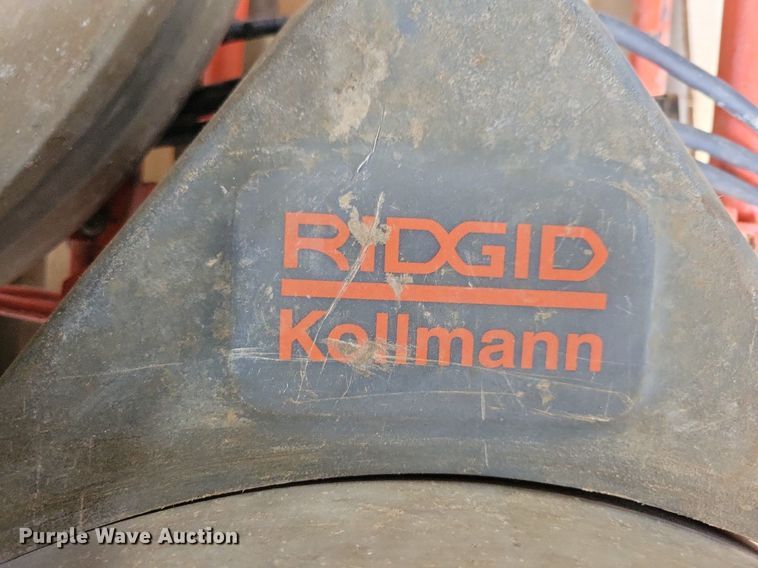 RIDGID
Kollmann
Purple Wave Auction